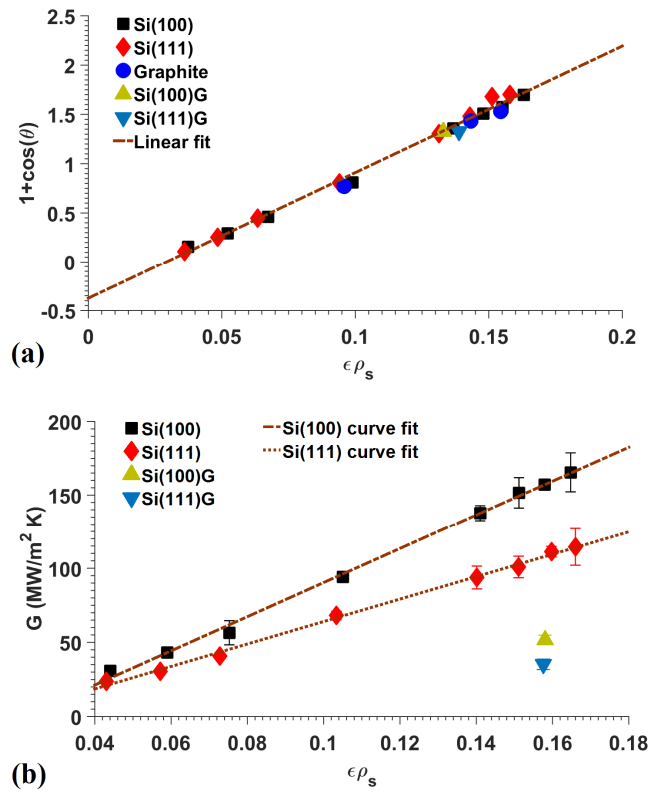 Si(100)
Si(111)
Graphite
Si(100)G
Si(111)G
Linear fit
1+cos(θ)
2.5
2
1.5
1
0.5
0
-0.5
0
0.05
0.1
0.15
0.2
ϵρs
(a)
Si(100)
Si(111)
Si(100)G
Si(111)G
Si(100) curve fit
Si(111) curve fit
G (MW/m² K)
200
150
100
50
0
0.04
0.06
0.08
0.1
0.12
0.14
0.16
0.18
ϵρs
(b)